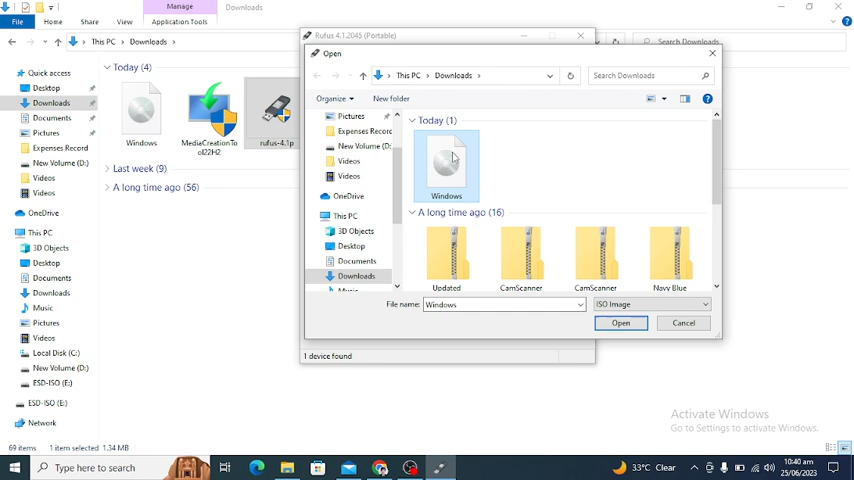 Manage
Downloads
File
Home
Share
View
Application Tools
This PC
Downloads
Search Downloads
Quick access
Desktop
Downloads
Documents
Pictures
Expenses Record
New Volume (D:)
Videos
Videos
OneDrive
This PC
3D Objects
Desktop
Documents
Downloads
Music
Pictures
Videos
Local Disk (C:)
New Volume (D:)
ESD-ISO (E:)
ESD-ISO (E:)
Network
Today (4)
Windows
MediaCreationTo
ol22H2
rufus-4.1p
Last week (9)
A long time ago (56)
Rufus 4.1.2045 (Portable)
Open
This PC
Downloads
Search Downloads
Organize
New folder
Pictures
Expenses Record
New Volume (D:
Videos
Videos
OneDrive
This PC
3D Objects
Desktop
Documents
Downloads
Music
Today (1)
Windows
A long time ago (16)
Updated
CamScanner
CamScanner
Navy Blue
File name:
Windows
ISO Image
Open
Cancel
1 device found
Activate Windows
Go to Settings to activate Windows.
69 items
1 item selected 1.34 MB
Type here to search
33°C Clear
10:40 am
25/06/2023